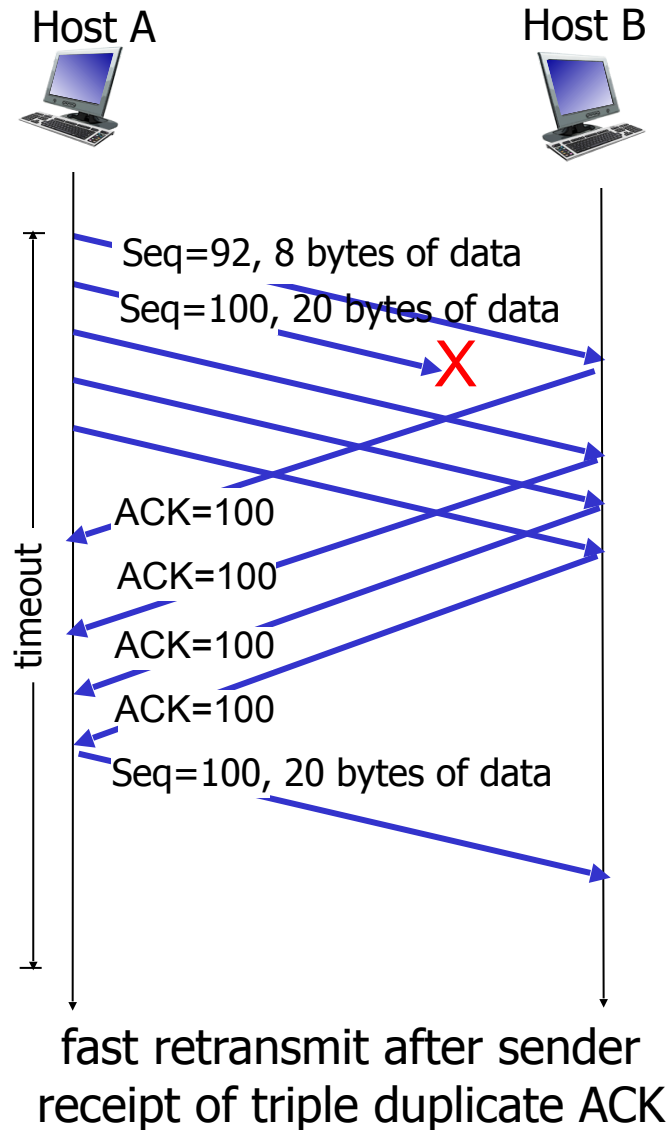 Host A
Host B
Seq=92, 8 bytes of data
Seq=100, 20 bytes of data
X
ACK=100
ACK=100
timeout
ACK=100
ACK=100
Seq=100, 20 bytes of data
fast retransmit after sender
receipt of triple duplicate ACK